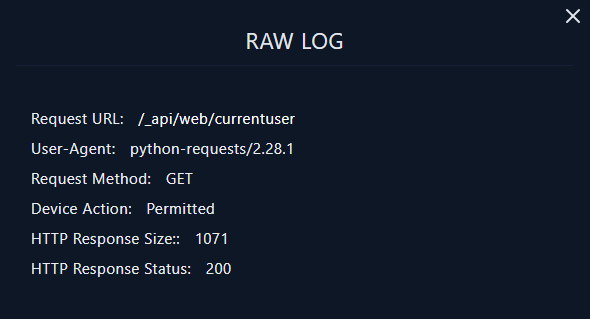 RAW LOG
Request URL: /_api/web/currentuser
User-Agent: python-requests/2.28.1
Request Method: GET
Device Action: Permitted
HTTP Response Size:: 1071
HTTP Response Status: 200